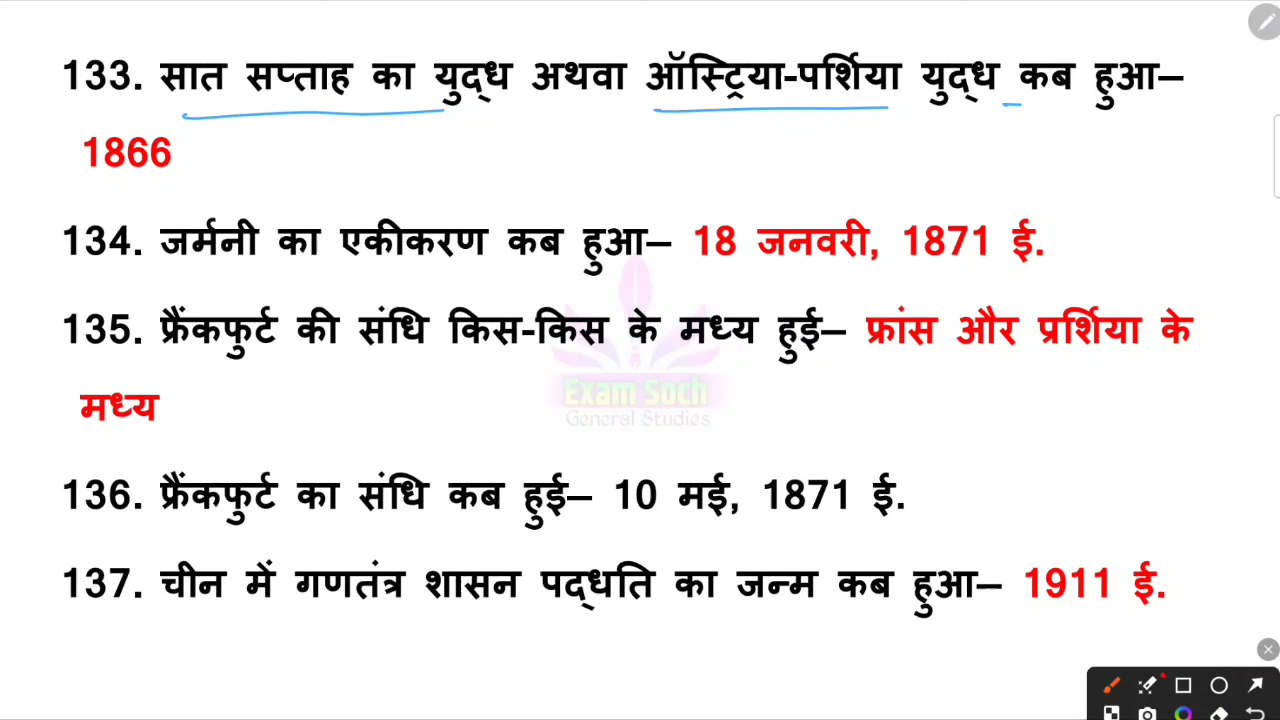 133. सात सप्ताह का युद्ध अथवा ऑस्ट्रिया-पर्शिया युद्ध कब हुआ–
1866
134. जर्मनी का एकीकरण कब हुआ– 18 जनवरी, 1871 ई.
135. फ्रैंकफुर्ट की संधि किस-किस के मध्य हुई– फ्रांस और प्रर्शिया के
मध्य
Exam Soch
General Studies
136. फ्रैंकफुर्ट का संधि कब हुई– 10 मई, 1871 ई.
137. चीन में गणतंत्र शासन पद्धति का जन्म कब हुआ– 1911 ई.